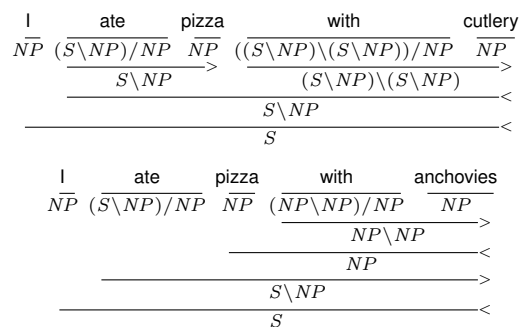 I ate pizza with cutlery
NP (S\NP)/NP NP ((S\NP)\(S\NP))/NP NP
> >
S\NP (S\NP)\(S\NP)
<
S\NP
<
S
I ate pizza with anchovies
NP (S\NP)/NP NP (NP\NP)/NP NP
>
NP\NP
<
NP
>
S\NP
<
S